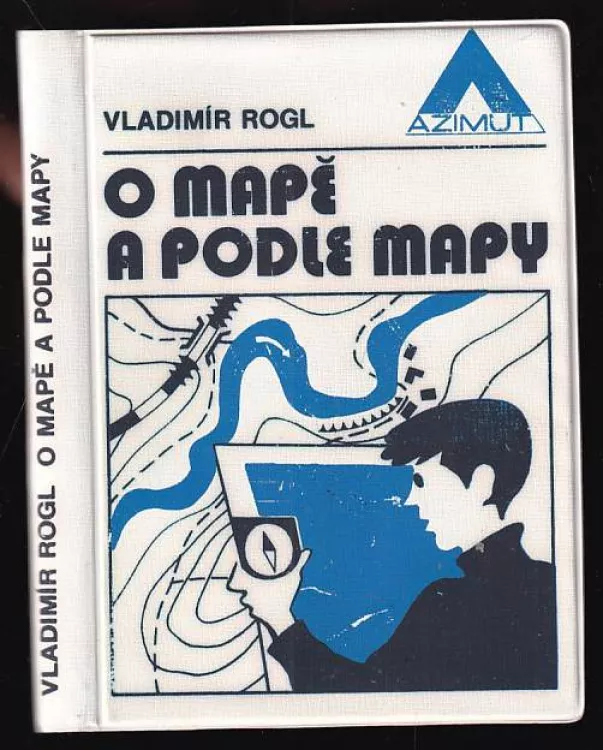 VLADIMÍR ROGL O MAPĚ A PODLE MAPY
VLADIMÍR ROGL
AZIMUT
O MAPĚ
A PODLE MAPY